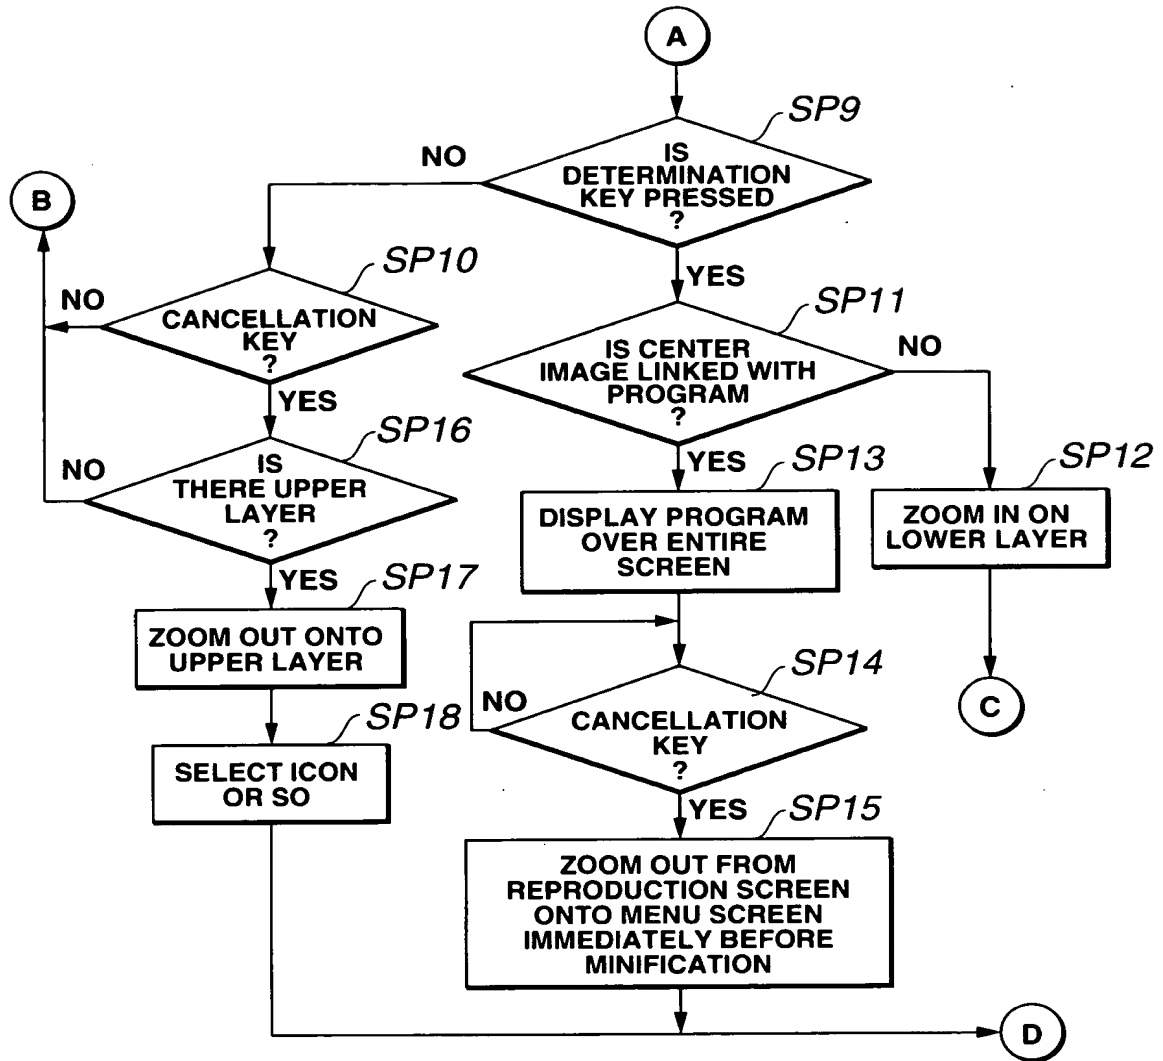 A
SP9
IS
DETERMINATION
KEY PRESSED
?
NO
YES
B
SP10
CANCELLATION
KEY
?
NO
YES
SP11
IS CENTER
IMAGE LINKED WITH
PROGRAM
?
NO
YES
SP16
IS
THERE UPPER
LAYER
?
NO
YES
SP13
DISPLAY PROGRAM
OVER ENTIRE
SCREEN
SP12
ZOOM IN ON
LOWER LAYER
C
SP17
ZOOM OUT ONTO
UPPER LAYER
SP14
CANCELLATION
KEY
?
NO
YES
SP18
SELECT ICON
OR SO
SP15
ZOOM OUT FROM
REPRODUCTION SCREEN
ONTO MENU SCREEN
IMMEDIATELY BEFORE
MINIFICATION
D